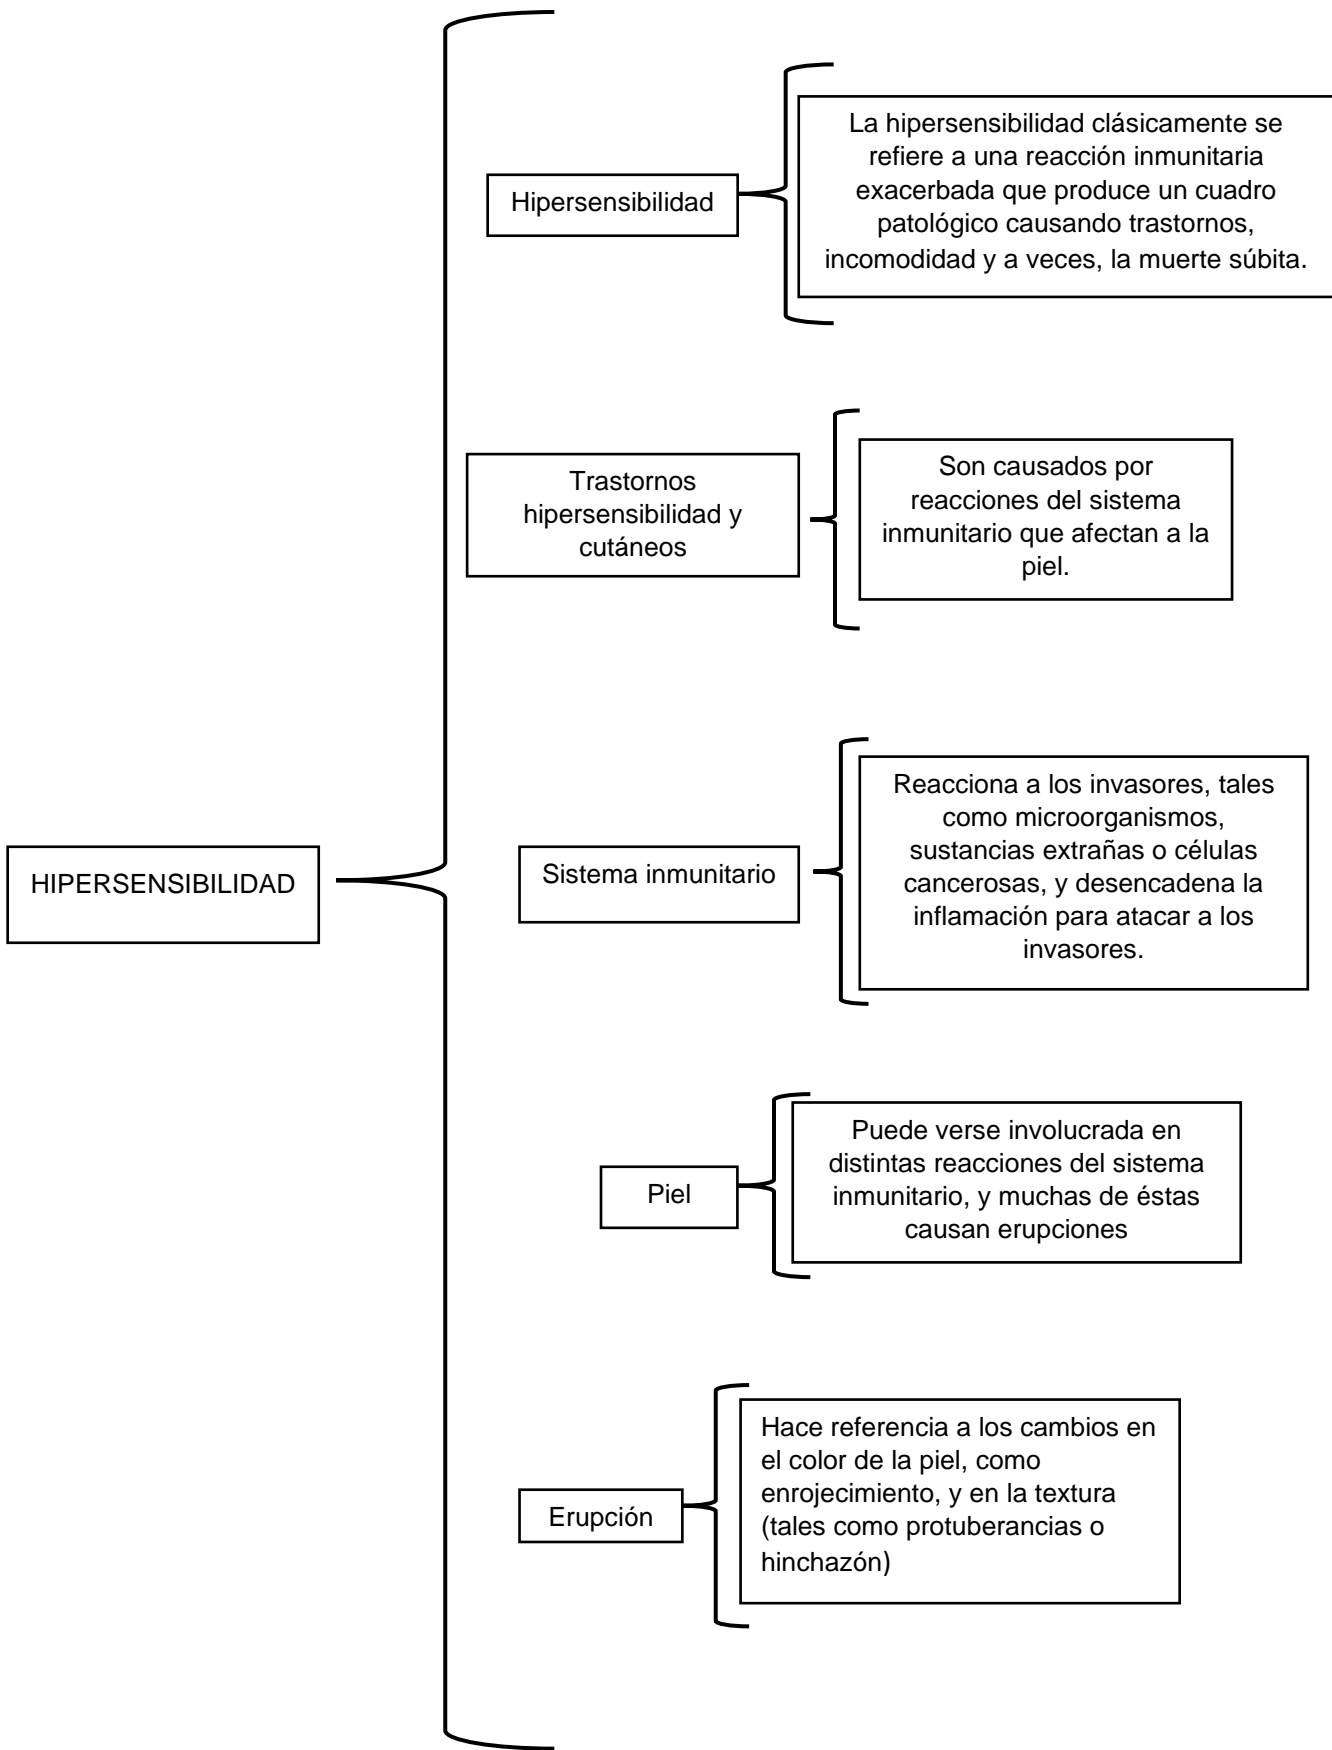 HIPERSENSIBILIDAD
Hipersensibilidad
La hipersensibilidad clásicamente se
refiere a una reacción inmunitaria
exacerbada que produce un cuadro
patológico causando trastornos,
incomodidad y a veces, la muerte súbita.
Trastornos
hipersensibilidad y
cutáneos
Son causados por
reacciones del sistema
inmunitario que afectan a la
piel.
Sistema inmunitario
Reacciona a los invasores, tales
como microorganismos,
sustancias extrañas o células
cancerosas, y desencadena la
inflamación para atacar a los
invasores.
Piel
Puede verse involucrada en
distintas reacciones del sistema
inmunitario, y muchas de éstas
causan erupciones
Erupción
Hace referencia a los cambios en
el color de la piel, como
enrojecimiento, y en la textura
(tales como protuberancias o
hinchazón)